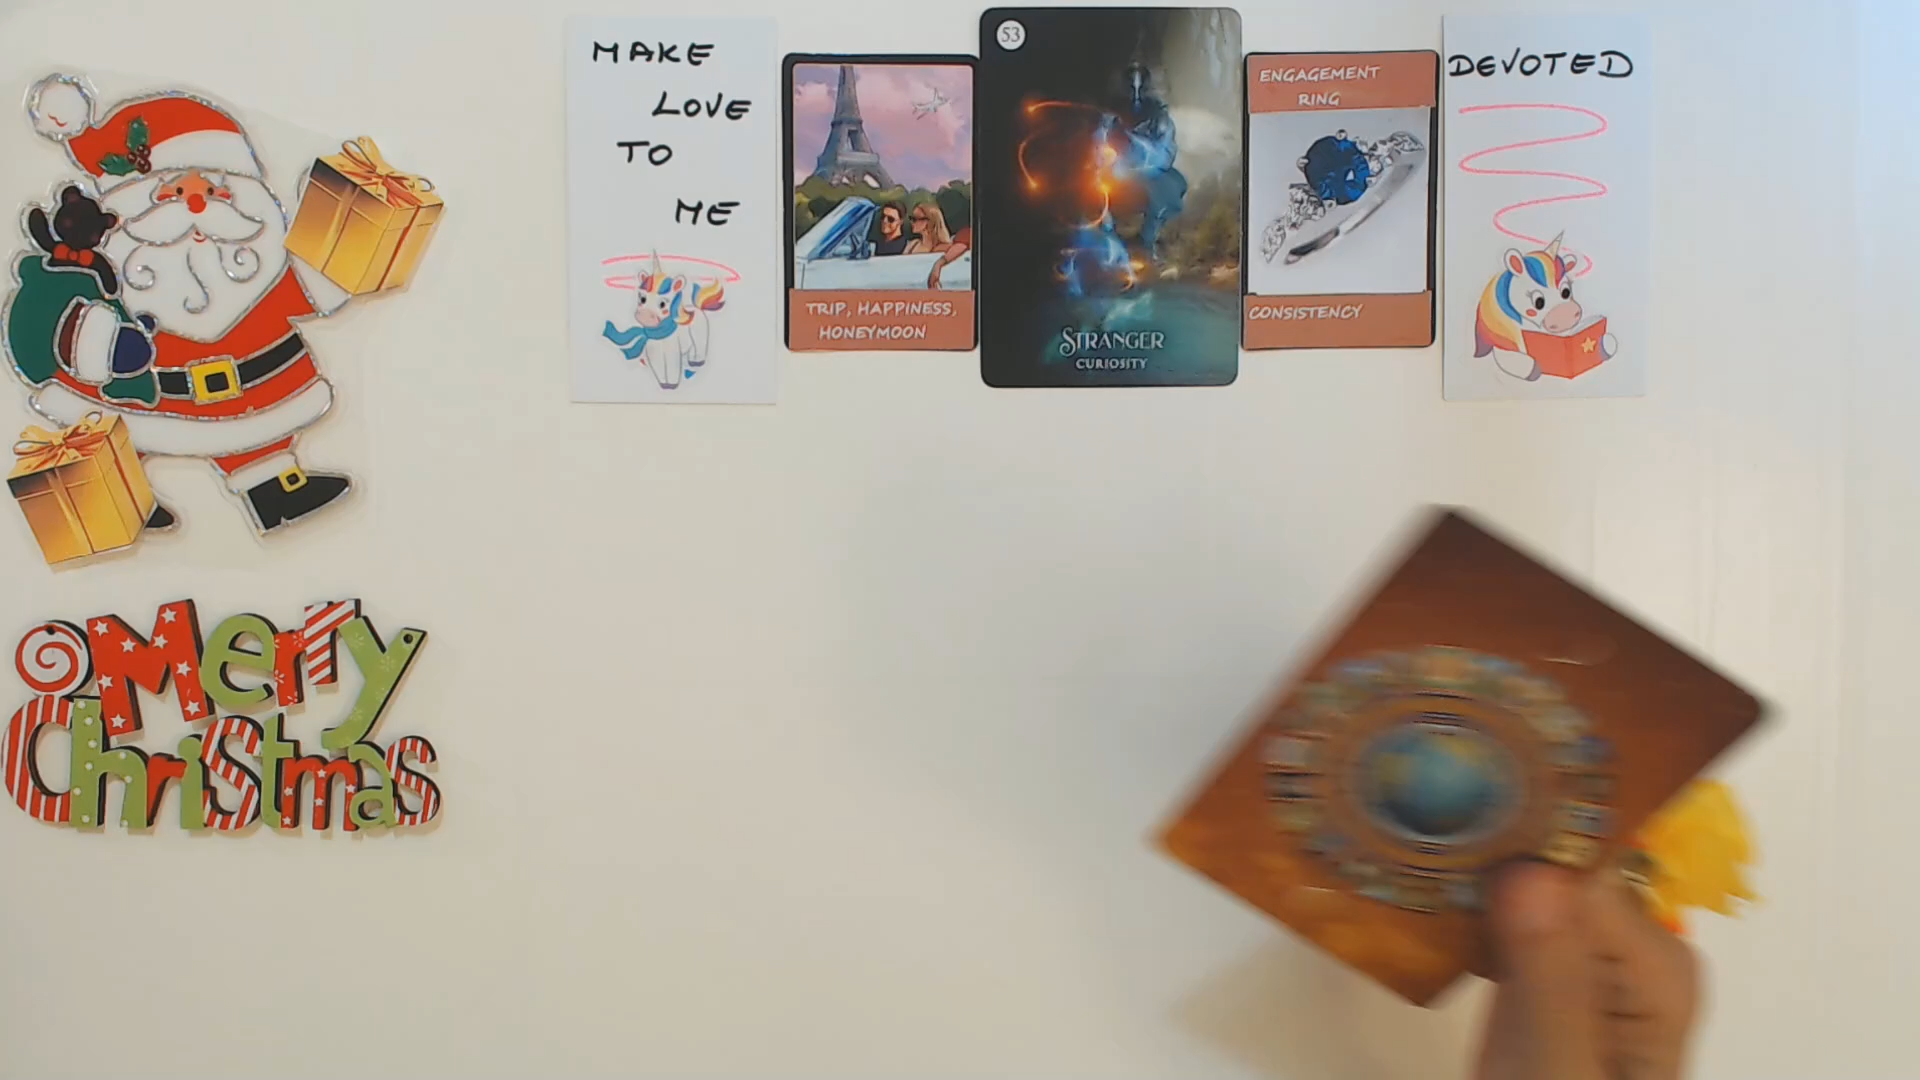 MAKE
LOVE
TO
ME
TRIP, HAPPINESS,
HONEYMOON
53
STRANGER
CURIOSITY
ENGAGEMENT
RING
CONSISTENCY
DEVOTED
Merry
Christmas